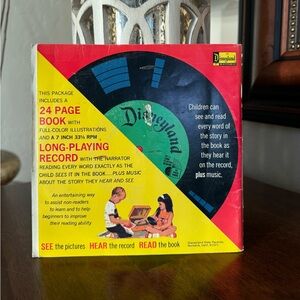 THIS PACKAGE
INCLUDES A
24 PAGE
BOOK WITH
FULL-COLOR ILLUSTRATIONS
AND A 7 INCH 33⅓ RPM
LONG-PLAYING
RECORD WITH THE NARRATOR
READING EVERY WORD EXACTLY AS THE
CHILD SEES IT IN THE BOOK...PLUS MUSIC
ABOUT THE STORY THEY HEAR AND SEE.
An entertaining way
to assist non-readers
to learn and to help
beginners to improve
their reading ability
Disneyland
Children can
see and read
every word of
the story in
the book as
they hear it
on the record,
plus music.
SEE the pictures HEAR the record READ the book